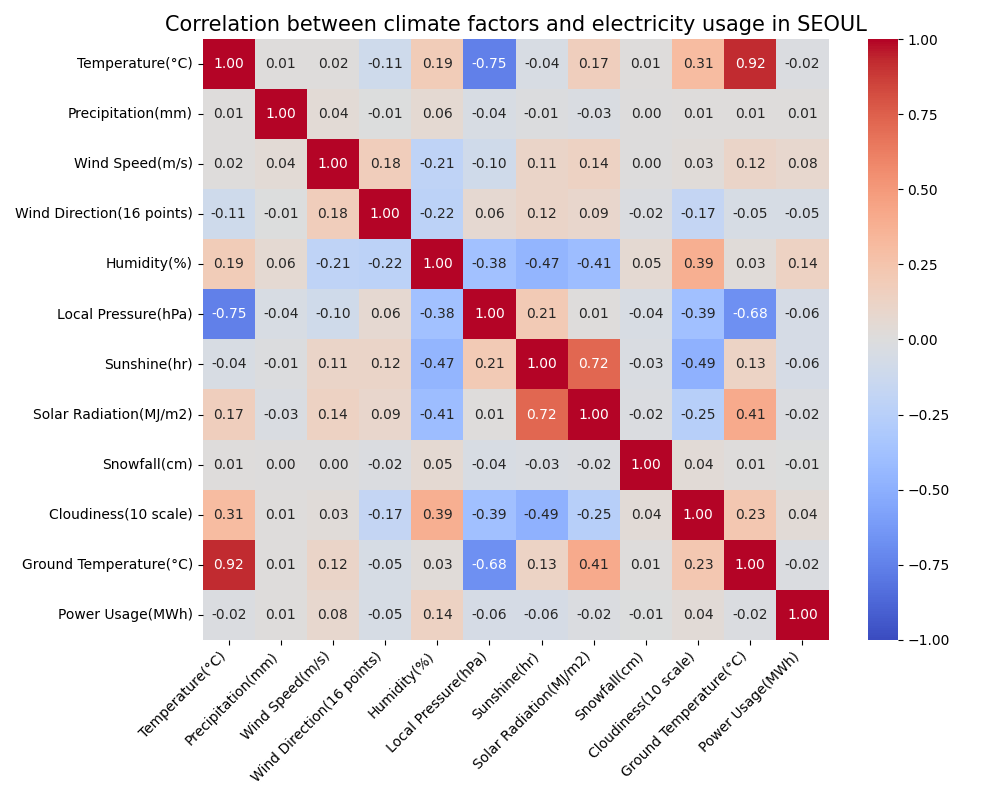 Correlation between climate factors and electricity usage in SEOUL
Temperature(°C) 1.00 0.01 0.02 -0.11 0.19 -0.75 -0.04 0.17 0.01 0.31 0.92 -0.02
Precipitation(mm) 0.01 1.00 0.04 -0.01 0.06 -0.04 -0.01 -0.03 0.00 0.01 0.01 0.01
Wind Speed(m/s) 0.02 0.04 1.00 0.18 -0.21 -0.10 0.11 0.14 0.00 0.03 0.12 0.08
Wind Direction(16 points) -0.11 -0.01 0.18 1.00 -0.22 0.06 0.12 0.09 -0.02 -0.17 -0.05 -0.05
Humidity(%) 0.19 0.06 -0.21 -0.22 1.00 -0.38 -0.47 -0.41 0.05 0.39 0.03 0.14
Local Pressure(hPa) -0.75 -0.04 -0.10 0.06 -0.38 1.00 0.21 0.01 -0.04 -0.39 -0.68 -0.06
Sunshine(hr) -0.04 -0.01 0.11 0.12 -0.47 0.21 1.00 0.72 -0.03 -0.49 0.13 -0.06
Solar Radiation(MJ/m2) 0.17 -0.03 0.14 0.09 -0.41 0.01 0.72 1.00 -0.02 -0.25 0.41 -0.02
Snowfall(cm) 0.01 0.00 0.00 -0.02 0.05 -0.04 -0.03 -0.02 1.00 0.04 0.01 -0.01
Cloudiness(10 scale) 0.31 0.01 0.03 -0.17 0.39 -0.39 -0.49 -0.25 0.04 1.00 0.23 0.04
Ground Temperature(°C) 0.92 0.01 0.12 -0.05 0.03 -0.68 0.13 0.41 0.01 0.23 1.00 -0.02
Power Usage(MWh) -0.02 0.01 0.08 -0.05 0.14 -0.06 -0.06 -0.02 -0.01 0.04 -0.02 1.00
Temperature(°C)
Precipitation(mm)
Wind Speed(m/s)
Wind Direction(16 points)
Humidity(%)
Local Pressure(hPa)
Sunshine(hr)
Solar Radiation(MJ/m2)
Snowfall(cm)
Cloudiness(10 scale)
Ground Temperature(°C)
Power Usage(MWh)
1.00
0.75
0.50
0.25
0.00
−0.25
−0.50
−0.75
−1.00